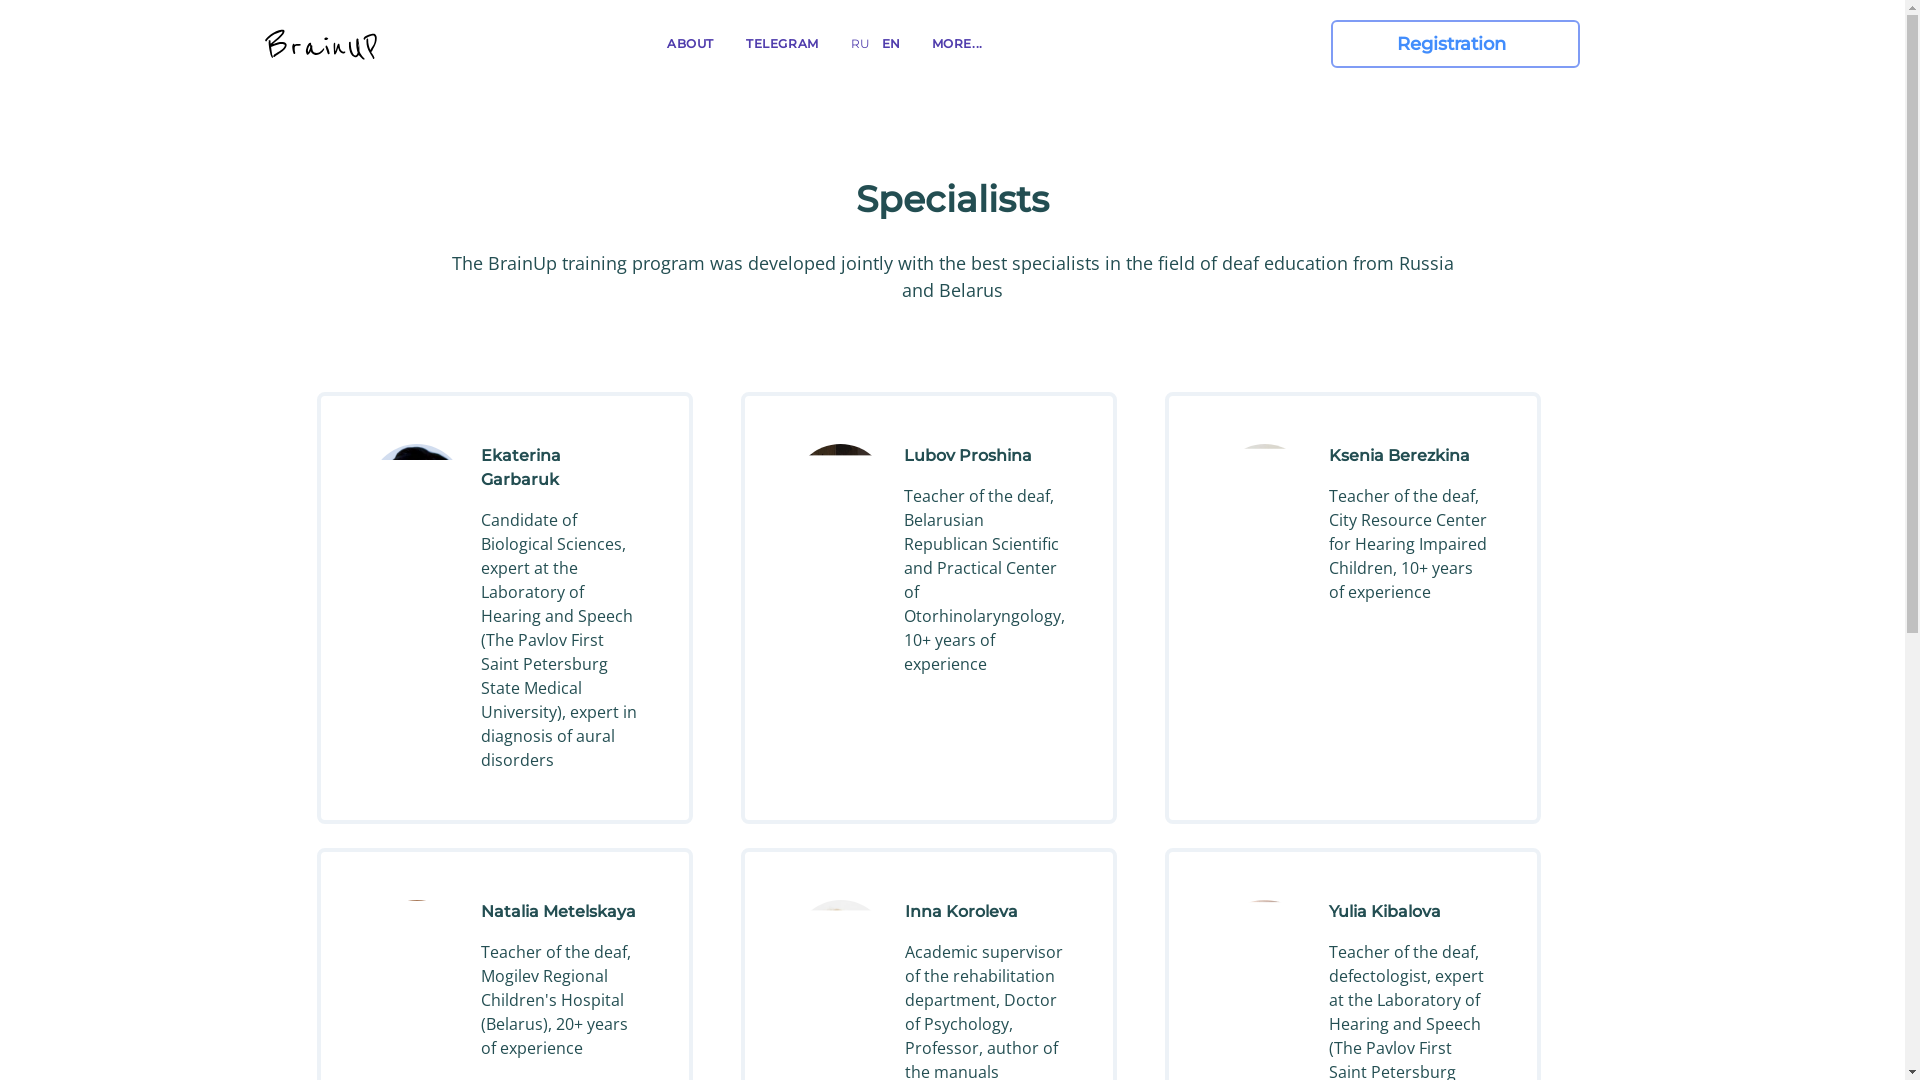 BrainUP
ABOUT
TELEGRAM
RU
EN
MORE...
Registration
Specialists
The BrainUp training program was developed jointly with the best specialists in the field of deaf education from Russia
and Belarus
Ekaterina
Garbaruk
Candidate of
Biological Sciences,
expert at the
Laboratory of
Hearing and Speech
(The Pavlov First
Saint Petersburg
State Medical
University), expert in
diagnosis of aural
disorders
Lubov Proshina
Teacher of the deaf,
Belarusian
Republican Scientific
and Practical Center
of
Otorhinolaryngology,
10+ years of
experience
Ksenia Berezkina
Teacher of the deaf,
City Resource Center
for Hearing Impaired
Children, 10+ years
of experience
Natalia Metelskaya
Teacher of the deaf,
Mogilev Regional
Children's Hospital
(Belarus), 20+ years
of experience
Inna Koroleva
Academic supervisor
of the rehabilitation
department, Doctor
of Psychology,
Professor, author of
the manuals
Yulia Kibalova
Teacher of the deaf,
defectologist, expert
at the Laboratory of
Hearing and Speech
(The Pavlov First
Saint Petersburg